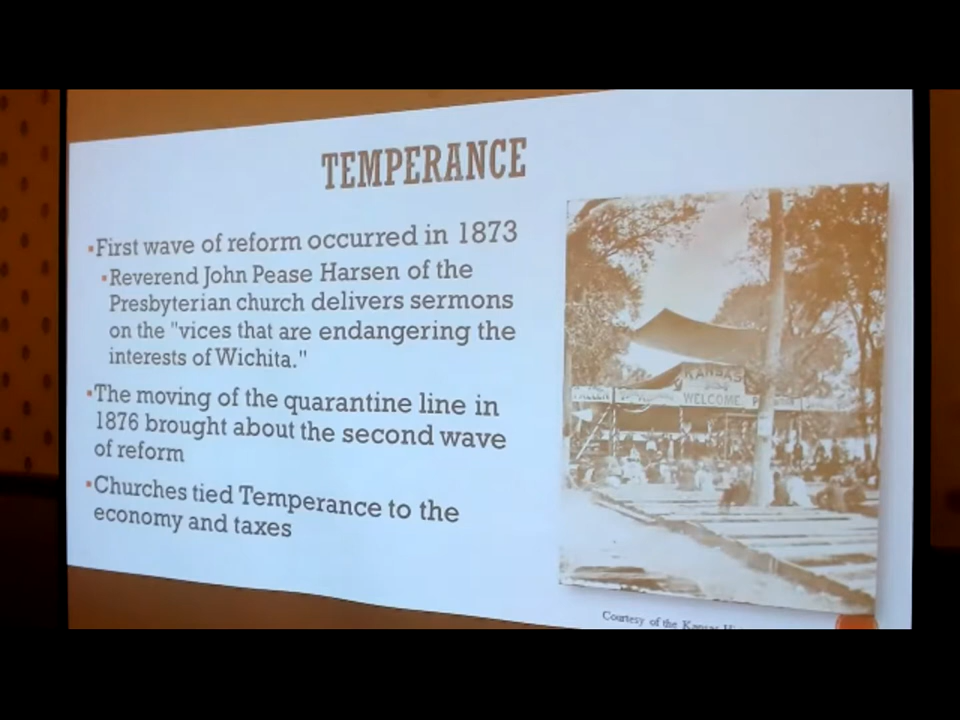 TEMPERANCE
▪First wave of reform occurred in 1873
▪Reverend John Pease Harsen of the
Presbyterian church delivers sermons
on the "vices that are endangering the
interests of Wichita."
▪The moving of the quarantine line in
1876 brought about the second wave
of reform
▪Churches tied Temperance to the
economy and taxes
KANSAS
WELCOME
Courtesy of the Kansas